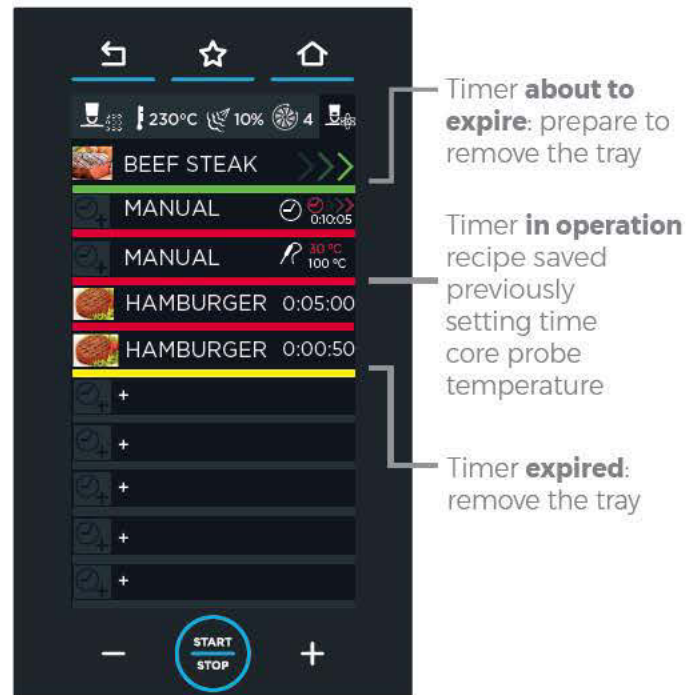 230°C 10% 4
BEEF STEAK
MANUAL 0:10:05
MANUAL 30 °C
100 °C
HAMBURGER 0:05:00
HAMBURGER 0:00:50
+
+
+
+
+
− START +
STOP
Timer about to
expire: prepare to
remove the tray
Timer in operation
recipe saved
previously
setting time
core probe
temperature
Timer expired:
remove the tray